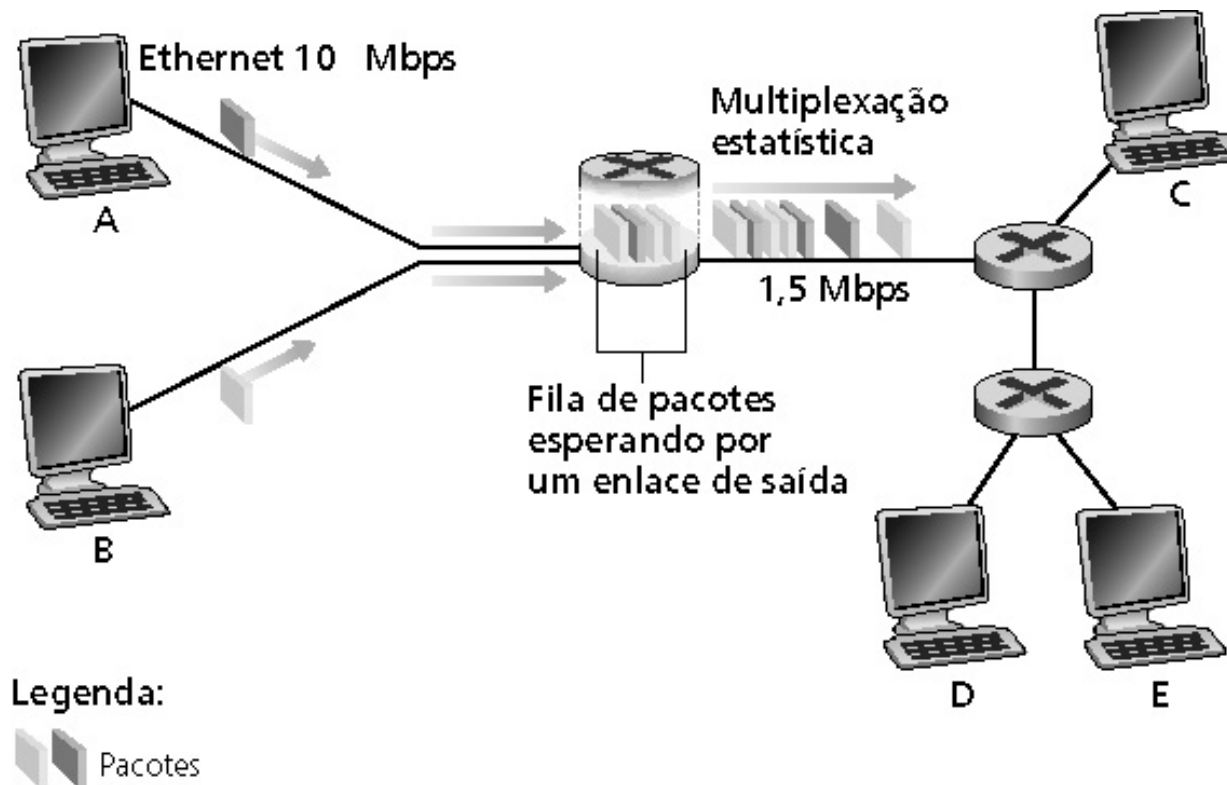 Ethernet 10 Mbps
Multiplexação
estatística
A
C
1,5 Mbps
Fila de pacotes
esperando por
um enlace de saída
B
D
E
Legenda:
Pacotes